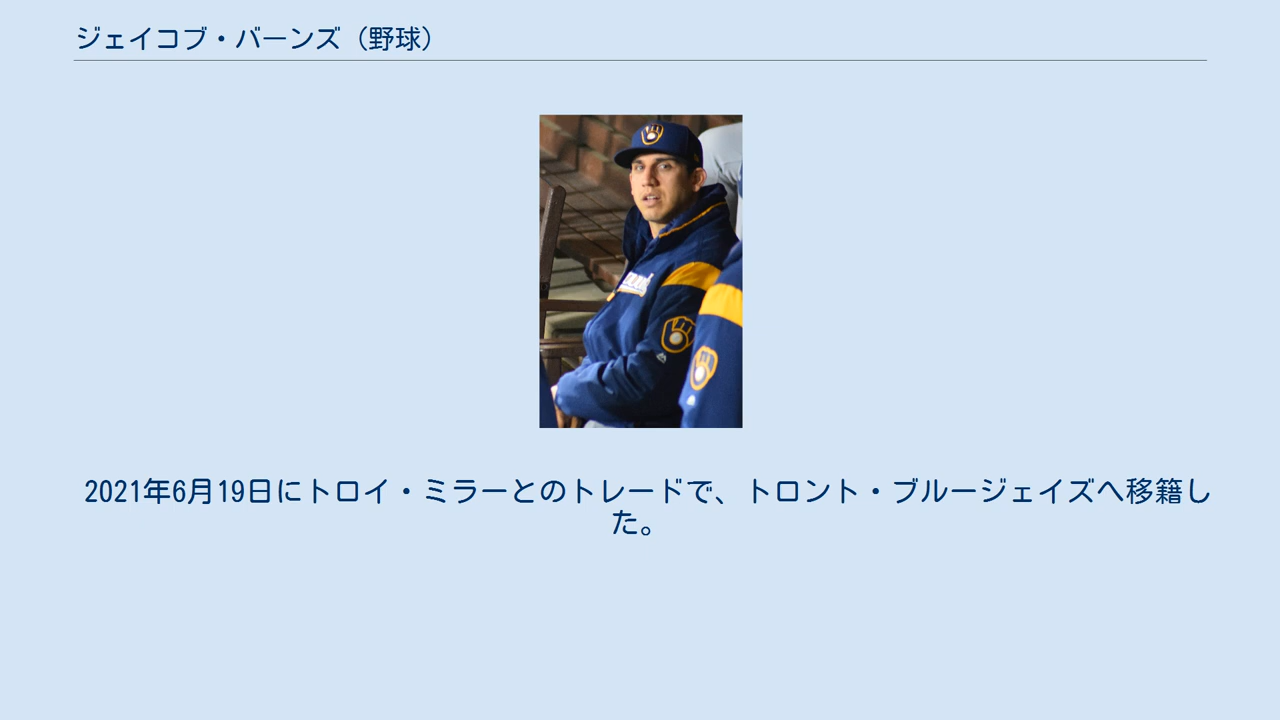 ジェイコブ・バーンズ（野球）
2021年6月19日にトロイ・ミラーとのトレードで、トロント・ブルージェイズへ移籍し
た。